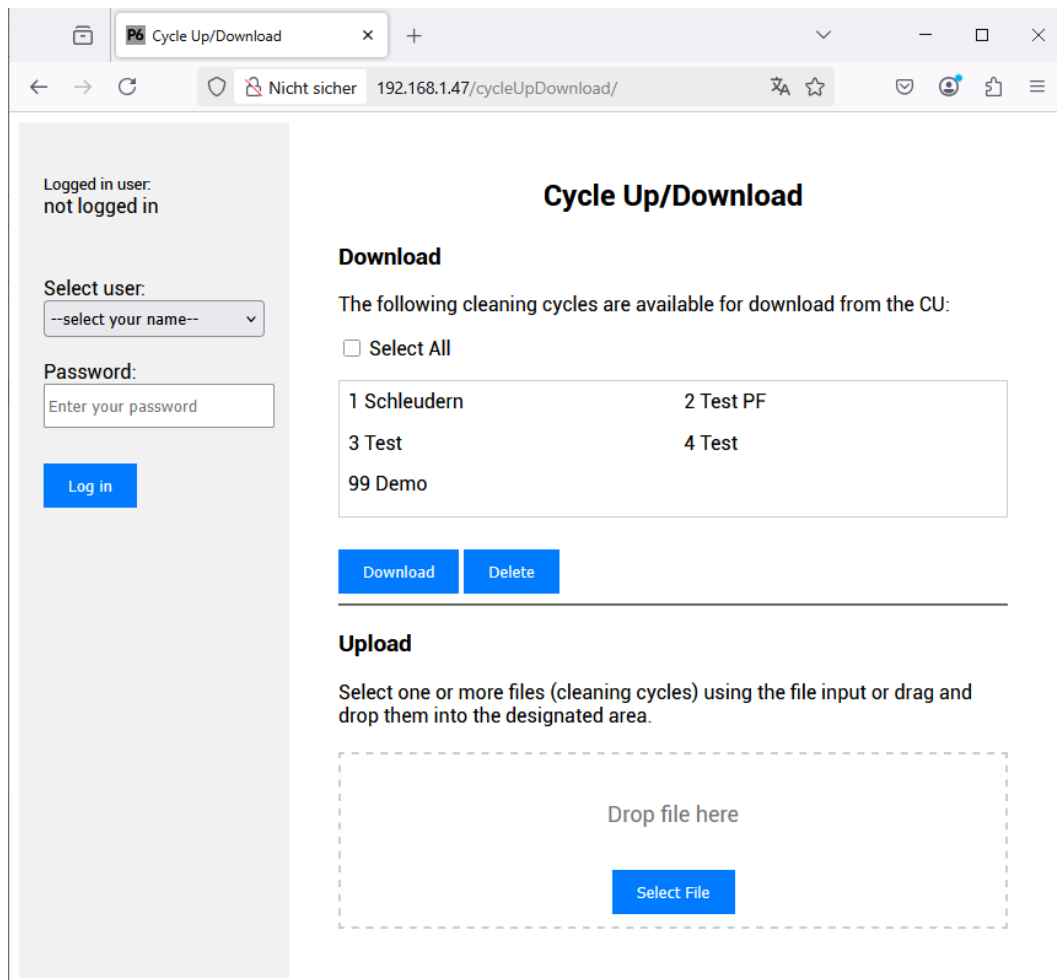 P6 Cycle Up/Download
Nicht sicher 192.168.1.47/cycleUpDownload/
Logged in user:
not logged in
Select user:
--select your name--
Password:
Enter your password
Log in
Cycle Up/Download
Download
The following cleaning cycles are available for download from the CU:
Select All
1 Schleudern 2 Test PF
3 Test 4 Test
99 Demo
Download Delete
Upload
Select one or more files (cleaning cycles) using the file input or drag and
drop them into the designated area.
Drop file here
Select File